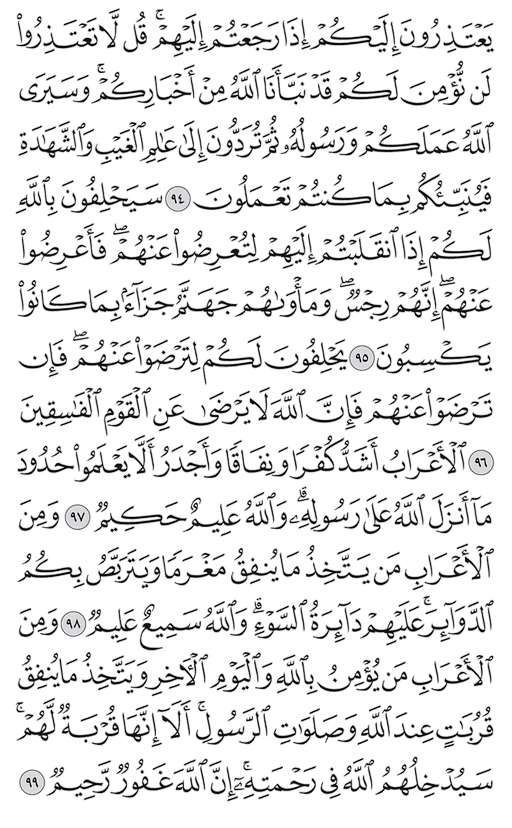 يَعْتَذِرُونَ إِلَيْكُمْ إِذَا رَجَعْتُمْ إِلَيْهِمْ ۚ قُل لَّا تَعْتَذِرُوا۟
لَن نُّؤْمِنَ لَكُمْ قَدْ نَبَّأَنَا ٱللَّهُ مِنْ أَخْبَارِكُمْ ۚ وَسَيَرَى
ٱللَّهُ عَمَلَكُمْ وَرَسُولُهُۥ ثُمَّ تُرَدُّونَ إِلَىٰ عَٰلِمِ ٱلْغَيْبِ وَٱلشَّهَٰدَةِ
فَيُنَبِّئُكُم بِمَا كُنتُمْ تَعْمَلُونَ ٩٤ سَيَحْلِفُونَ بِٱللَّهِ
لَكُمْ إِذَا ٱنقَلَبْتُمْ إِلَيْهِمْ لِتُعْرِضُوا۟ عَنْهُمْ ۖ فَأَعْرِضُوا۟
عَنْهُمْ ۖ إِنَّهُمْ رِجْسٌ ۖ وَمَأْوَىٰهُمْ جَهَنَّمُ جَزَآءًۢ بِمَا كَانُوا۟
يَكْسِبُونَ ٩٥ يَحْلِفُونَ لَكُمْ لِتَرْضَوْا۟ عَنْهُمْ ۖ فَإِن
تَرْضَوْا۟ عَنْهُمْ فَإِنَّ ٱللَّهَ لَا يَرْضَىٰ عَنِ ٱلْقَوْمِ ٱلْفَٰسِقِينَ
٩٦ ٱلْأَعْرَابُ أَشَدُّ كُفْرًا وَنِفَاقًا وَأَجْدَرُ أَلَّا يَعْلَمُوا۟ حُدُودَ
مَآ أَنزَلَ ٱللَّهُ عَلَىٰ رَسُولِهِۦ ۗ وَٱللَّهُ عَلِيمٌ حَكِيمٌ ٩٧ وَمِنَ
ٱلْأَعْرَابِ مَن يَتَّخِذُ مَا يُنفِقُ مَغْرَمًا وَيَتَرَبَّصُ بِكُمُ
ٱلدَّوَآئِرَ ۚ عَلَيْهِمْ دَآئِرَةُ ٱلسَّوْءِ ۗ وَٱللَّهُ سَمِيعٌ عَلِيمٌ ٩٨ وَمِنَ
ٱلْأَعْرَابِ مَن يُؤْمِنُ بِٱللَّهِ وَٱلْيَوْمِ ٱلْءَاخِرِ وَيَتَّخِذُ مَا يُنفِقُ
قُرُبَٰتٍ عِندَ ٱللَّهِ وَصَلَوَٰتِ ٱلرَّسُولِ ۚ أَلَآ إِنَّهَا قُرْبَةٌ لَّهُمْ ۚ
سَيُدْخِلُهُمُ ٱللَّهُ فِى رَحْمَتِهِۦٓ ۗ إِنَّ ٱللَّهَ غَفُورٌ رَّحِيمٌ ٩٩